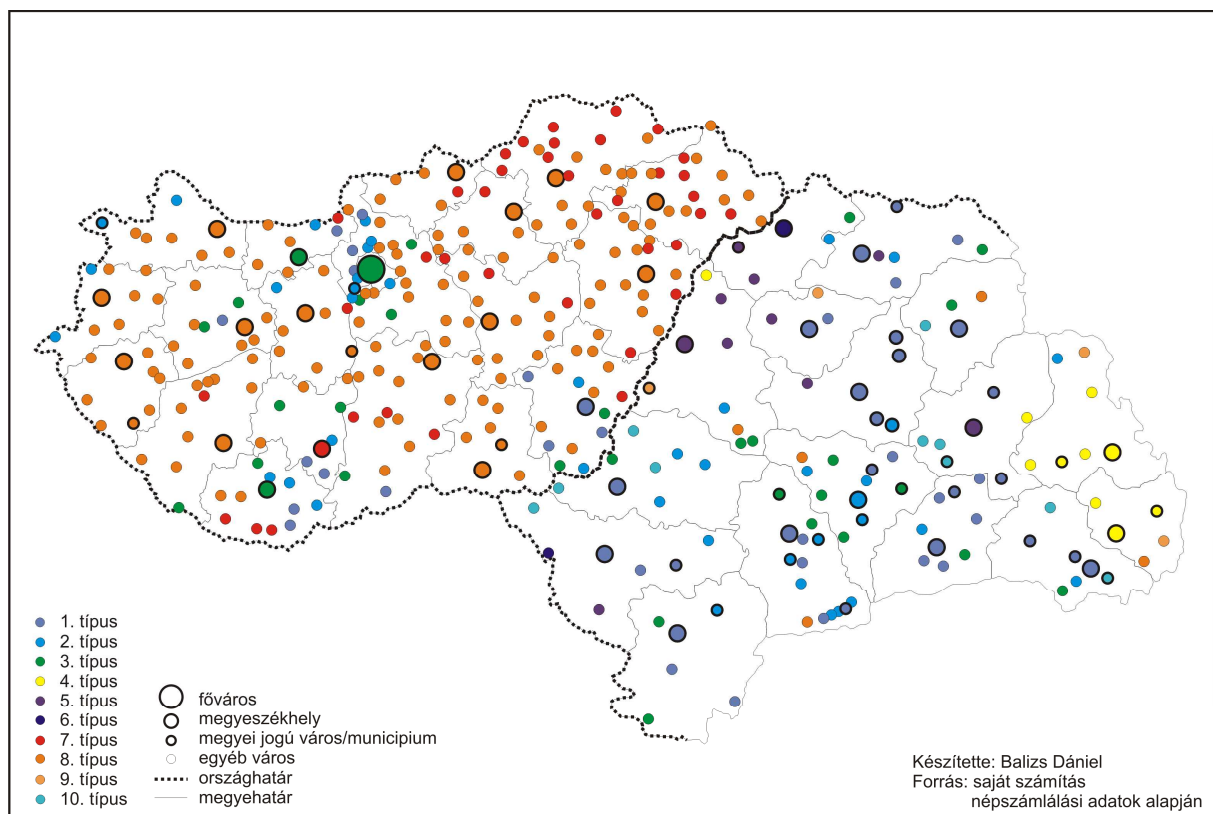 1. típus
2. típus
3. típus
4. típus
5. típus
6. típus
7. típus
8. típus
9. típus
10. típus
főváros
megyeszékhely
megyei jogú város/municipium
egyéb város
országhatár
megyehatár
Készítette: Balizs Dániel
Forrás: saját számítás
népszámlálási adatok alapján